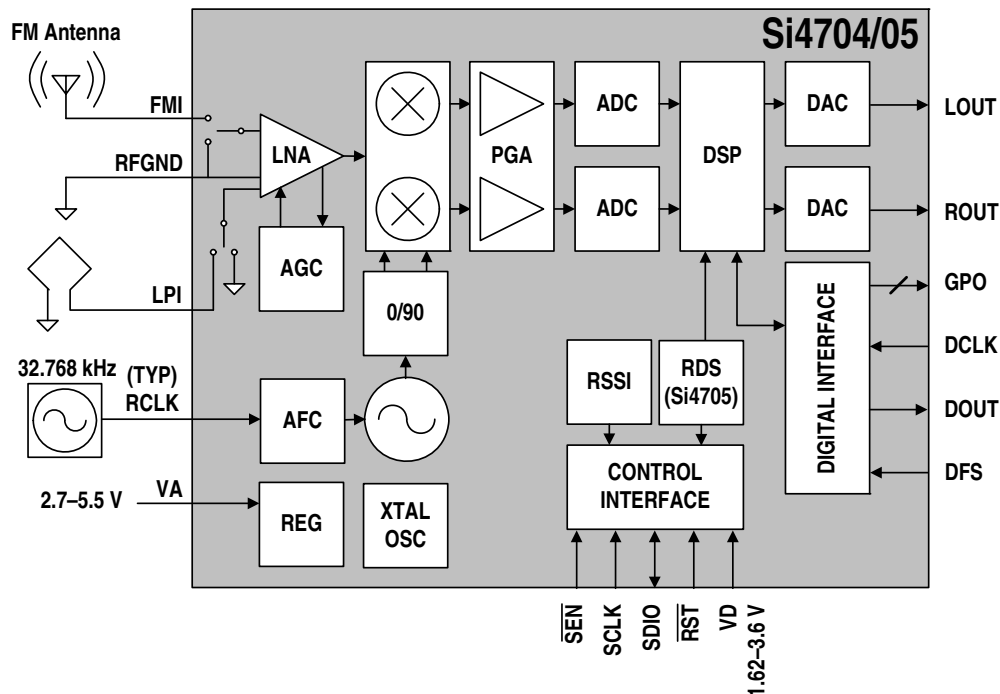 Si4704/05
FM Antenna
FMI
RFGND
LPI
32.768 kHz
(TYP)
RCLK
VA
2.7–5.5 V
LNA
AGC
0/90
AFC
REG
XTAL
OSC
PGA
ADC
ADC
DSP
DAC
DAC
RSSI
RDS
(Si4705)
CONTROL
INTERFACE
DIGITAL INTERFACE
LOUT
ROUT
GPO
DCLK
DOUT
DFS
SEN
SCLK
SDIO
RST
VD
1.62–3.6 V